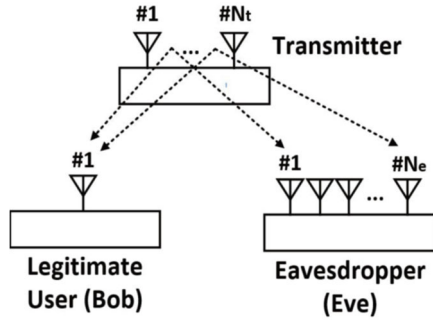 #1 #Nt
... Transmitter
#1 #1 #Ne
...
Legitimate Eavesdropper
User (Bob) (Eve)